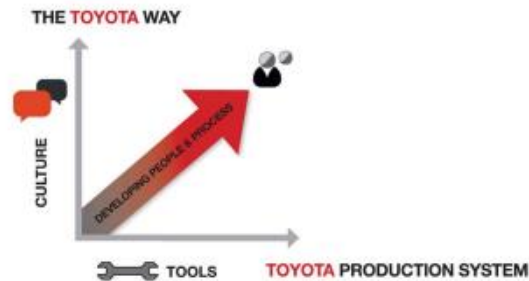 THE TOYOTA WAY
CULTURE
DEVELOPING PEOPLE & PROCESS
TOOLS
TOYOTA PRODUCTION SYSTEM